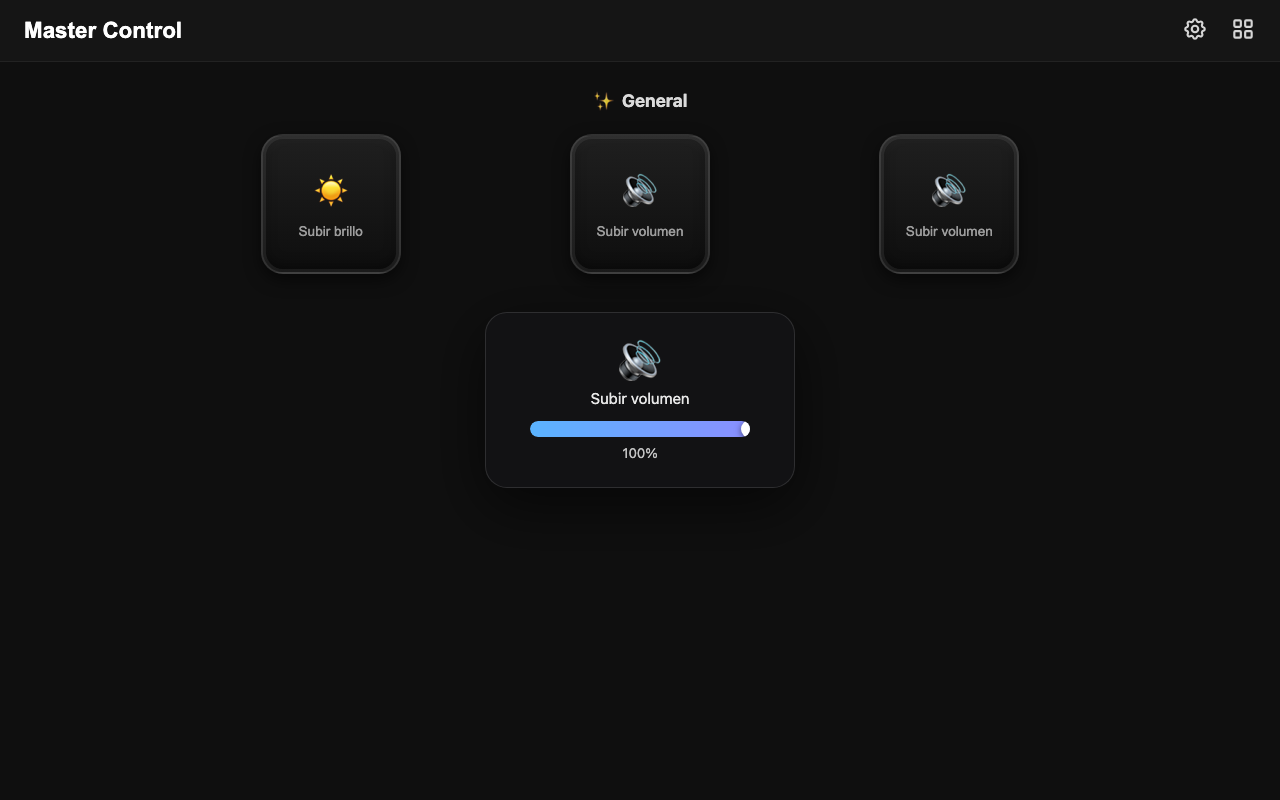 Master Control
General
Subir brillo
Subir volumen
Subir volumen
Subir volumen
100%